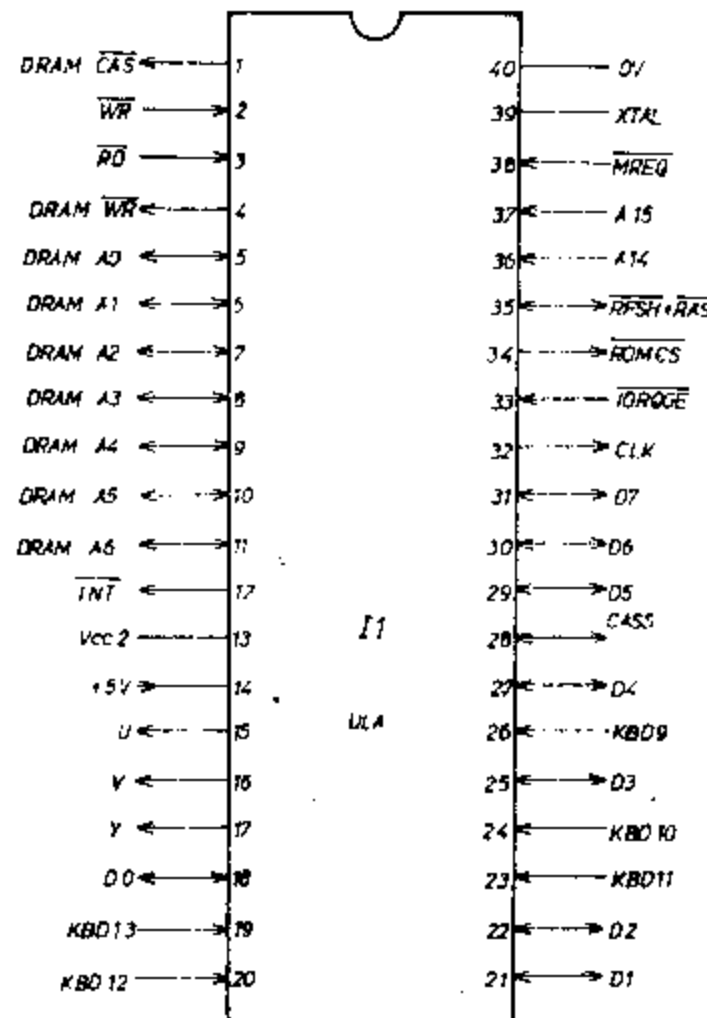 DRAM CAS 1 40 0V
WR 2 39 XTAL
RD 3 38 MREQ
DRAM WR 4 37 A15
DRAM A0 5 36 A14
DRAM A1 6 35 RFSH+RAS
DRAM A2 7 34 ROMCS
DRAM A3 8 33 IORQGE
DRAM A4 9 32 CLK
DRAM A5 10 31 D7
DRAM A6 11 30 D6
INT 12 29 D5
Vcc2 13 I1 28 CASS
+5V 14 27 D4
U 15 ULA 26 KBD9
V 16 25 D3
Y 17 24 KBD10
D0 18 23 KBD11
KBD13 19 22 D2
KBD12 20 21 D1